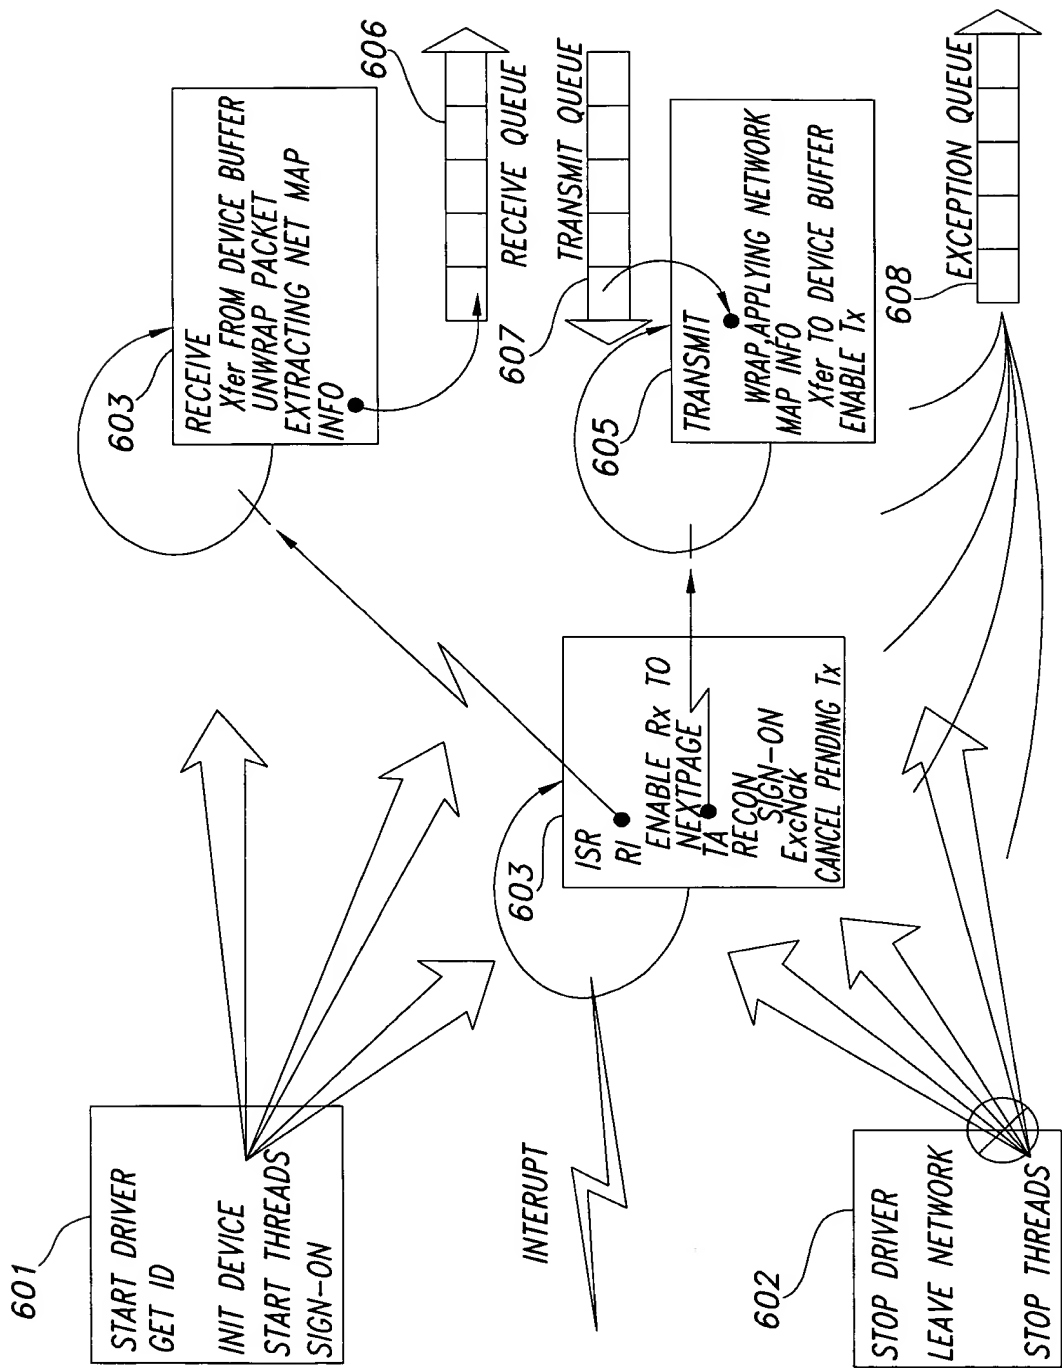 601
START DRIVER
GET ID
INIT DEVICE
START THREADS
SIGN-ON
INTERUPT
602
STOP DRIVER
LEAVE NETWORK
STOP THREADS
603
ISR
RI
ENABLE Rx TO
NEXTPAGE
TA
RECON
SIGN-ON
ExcNak
CANCEL PENDING Tx
603
RECEIVE
Xfer FROM DEVICE BUFFER
UNWRAP PACKET
EXTRACTING NET MAP
INFO
606
RECEIVE QUEUE
TRANSMIT QUEUE
607
605
TRANSMIT
WRAP,APPLYING NETWORK
MAP INFO
Xfer TO DEVICE BUFFER
ENABLE Tx
608
EXCEPTION QUEUE